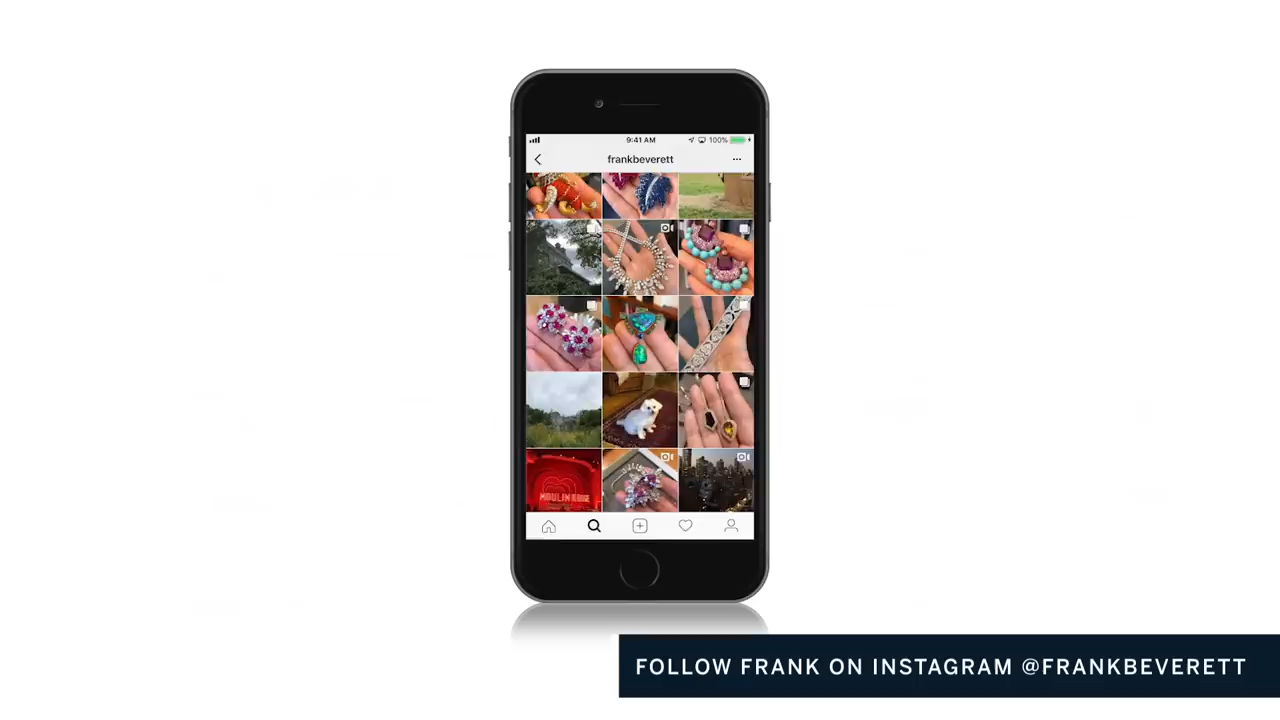 9:41 AM 100%
frankbeverett
MOULIN ROUGE
FOLLOW FRANK ON INSTAGRAM @FRANKBEVERETT